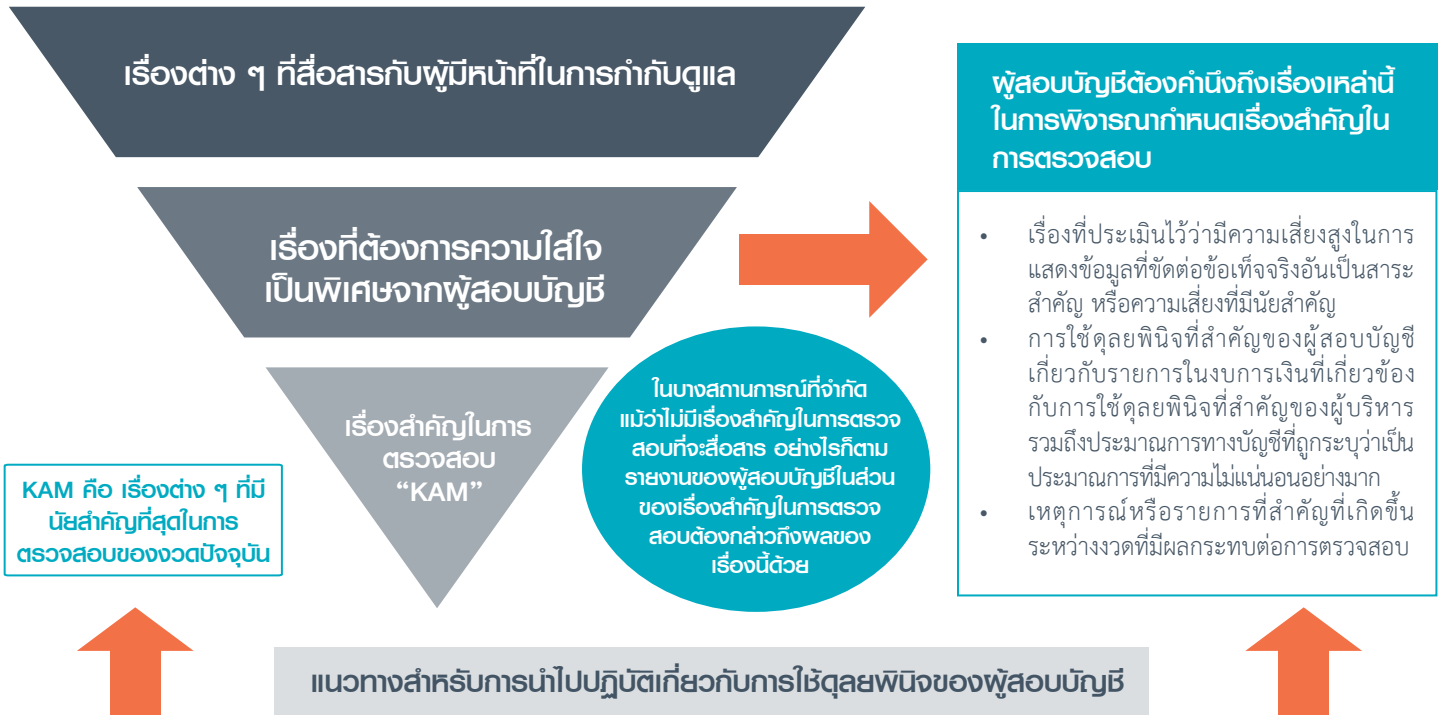 เรื่องต่าง ๆ ที่สื่อสารกับผู้มีหน้าที่ในการกำกับดูแล
เรื่องที่ต้องการความใส่ใจ
เป็นพิเศษจากผู้สอบบัญชี
เรื่องสำคัญในการ
ตรวจสอบ
“KAM”
KAM คือ เรื่องต่าง ๆ ที่มี
นัยสำคัญที่สุดในการ
ตรวจสอบของงวดปัจจุบัน
ในบางสถานการณ์ที่จำกัด
แม้ว่าไม่มีเรื่องสำคัญในการตรวจ
สอบที่จะสื่อสาร อย่างไรก็ตาม
รายงานของผู้สอบบัญชีในส่วน
ของเรื่องสำคัญในการตรวจ
สอบต้องกล่าวถึงผลของ
เรื่องนี้ด้วย
ผู้สอบบัญชีต้องคำนึงถึงเรื่องเหล่านี้
ในการพิจารณากำหนดเรื่องสำคัญใน
การตรวจสอบ
• เรื่องที่ประเมินไว้ว่ามีความเสี่ยงสูงในการ
แสดงข้อมูลที่ขัดต่อข้อเท็จจริงอันเป็นสาระ
สำคัญ หรือความเสี่ยงที่มีนัยสำคัญ
• การใช้ดุลยพินิจที่สำคัญของผู้สอบบัญชี
เกี่ยวกับรายการในงบการเงินที่เกี่ยวข้อง
กับการใช้ดุลยพินิจที่สำคัญของผู้บริหาร
รวมถึงประมาณการทางบัญชีที่ถูกระบุว่าเป็น
ประมาณการที่มีความไม่แน่นอนอย่างมาก
• เหตุการณ์หรือรายการที่สำคัญที่เกิดขึ้น
ระหว่างงวดที่มีผลกระทบต่อการตรวจสอบ
แนวทางสำหรับการนำไปปฏิบัติเกี่ยวกับการใช้ดุลยพินิจของผู้สอบบัญชี